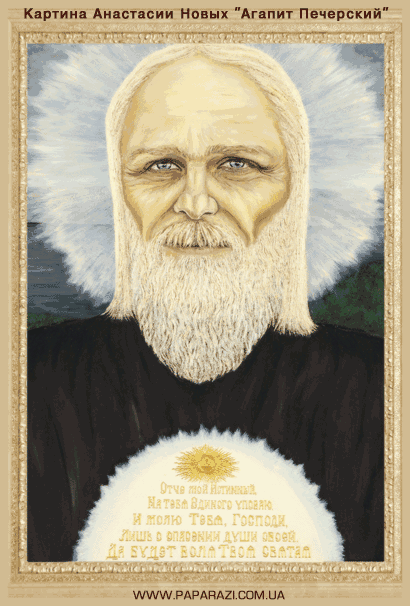 Картина Анастасии Новых "Агапит Печерский"
Отче мой Истинный,
На тебя Единого уповаю,
И молю Тебя, Господи,
Лишь о спасении души своей.
Да будет воля Твоя святая
WWW.PAPARAZI.COM.UA